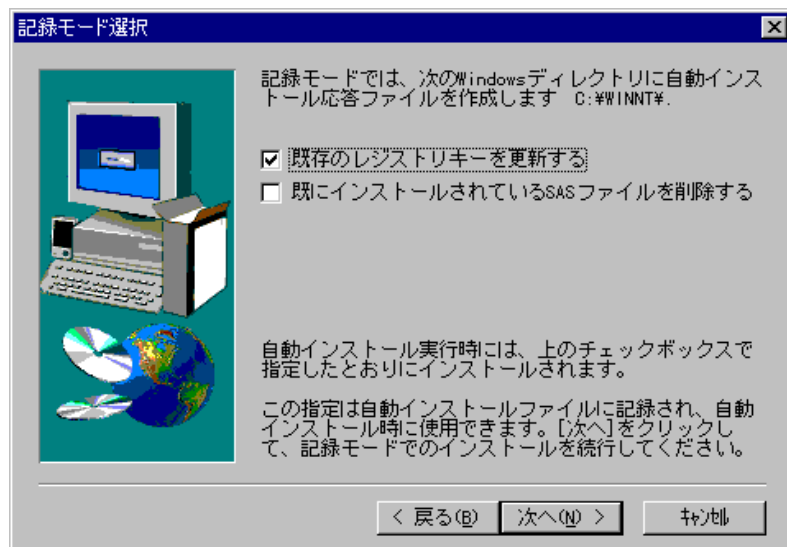 記録モード選択
記録モードでは、次のWindowsディレクトリに自動インス
トール応答ファイルを作成します　C:¥WINNT¥.
既存のレジストリキーを更新する
既にインストールされているSASファイルを削除する
自動インストール実行時には、上のチェックボックスで
指定したとおりにインストールされます。
この指定は自動インストールファイルに記録され、自動
インストール時に使用できます。[次へ]をクリックし
て、記録モードでのインストールを続行してください。
< 戻る(B)　次へ(N) >　ｷｬﾝｾﾙ